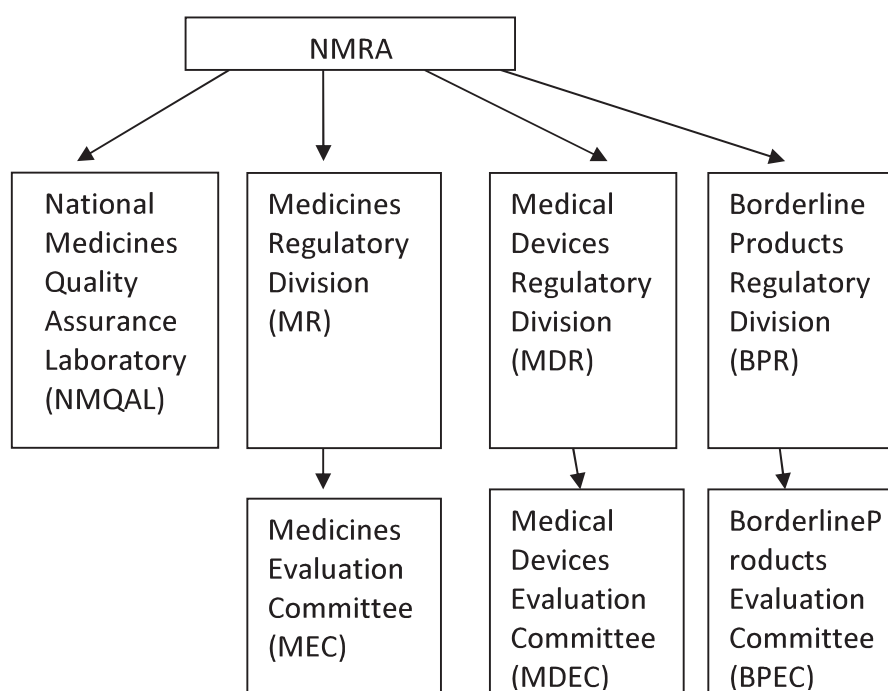 NMRA
National
Medicines
Quality
Assurance
Laboratory
(NMQAL)
Medicines
Regulatory
Division
(MR)
Medical
Devices
Regulatory
Division
(MDR)
Borderline
Products
Regulatory
Division
(BPR)
Medicines
Evaluation
Committee
(MEC)
Medical
Devices
Evaluation
Committee
(MDEC)
BorderlineP
roducts
Evaluation
Committee
(BPEC)